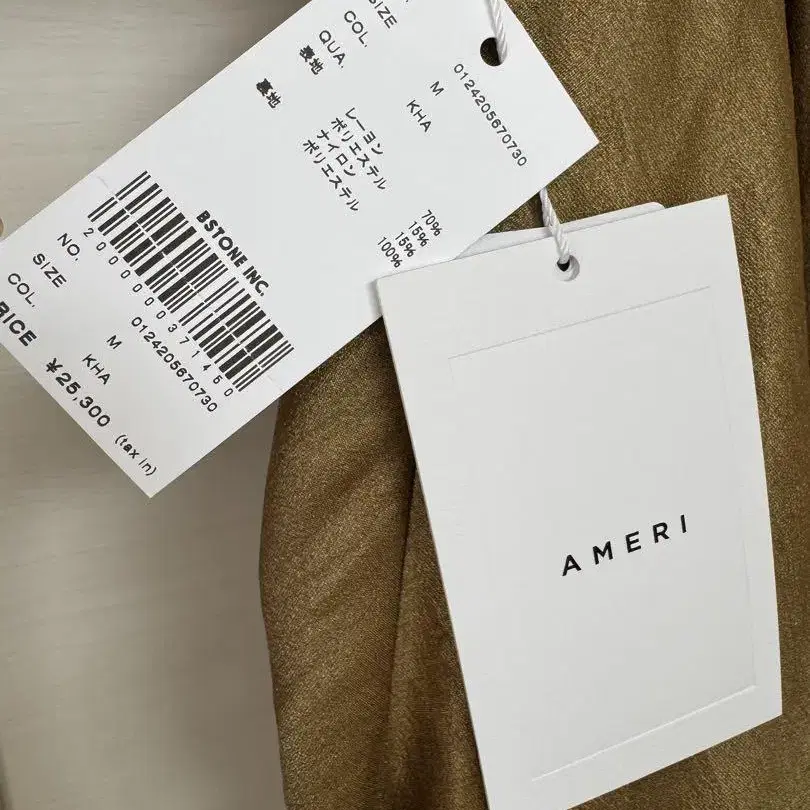 0124205670730
SIZE M
COL. KHA
QUA.
表地 レーヨン 70%
ポリエステル 15%
ナイロン 15%
裏地 ポリエステル 100%
BSTONE INC.
2000000371450
NO. 0124205670730
SIZE M
COL. KHA
RICE ¥25,300 (tax in)
AMERI